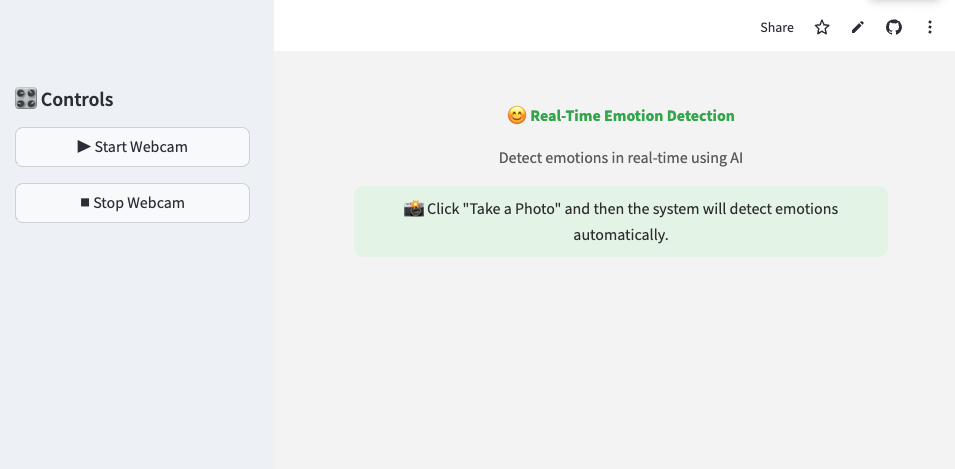 Share
🎛️ Controls
▶ Start Webcam
⏹ Stop Webcam
😊 Real-Time Emotion Detection
Detect emotions in real-time using AI
📸 Click "Take a Photo" and then the system will detect emotions
automatically.